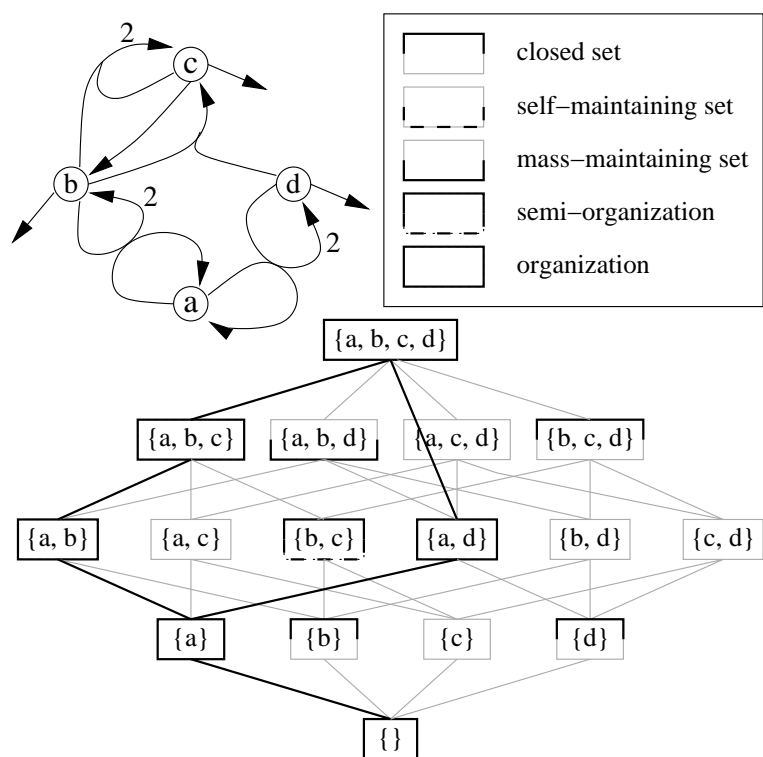 2
c
closed set
self-maintaining set
mass-maintaining set
semi-organization
organization
b
d
2
2
a
{a, b, c, d}
{a, b, c} {a, b, d} {a, c, d} {b, c, d}
{a, b} {a, c} {b, c} {a, d} {b, d} {c, d}
{a} {b} {c} {d}
{}